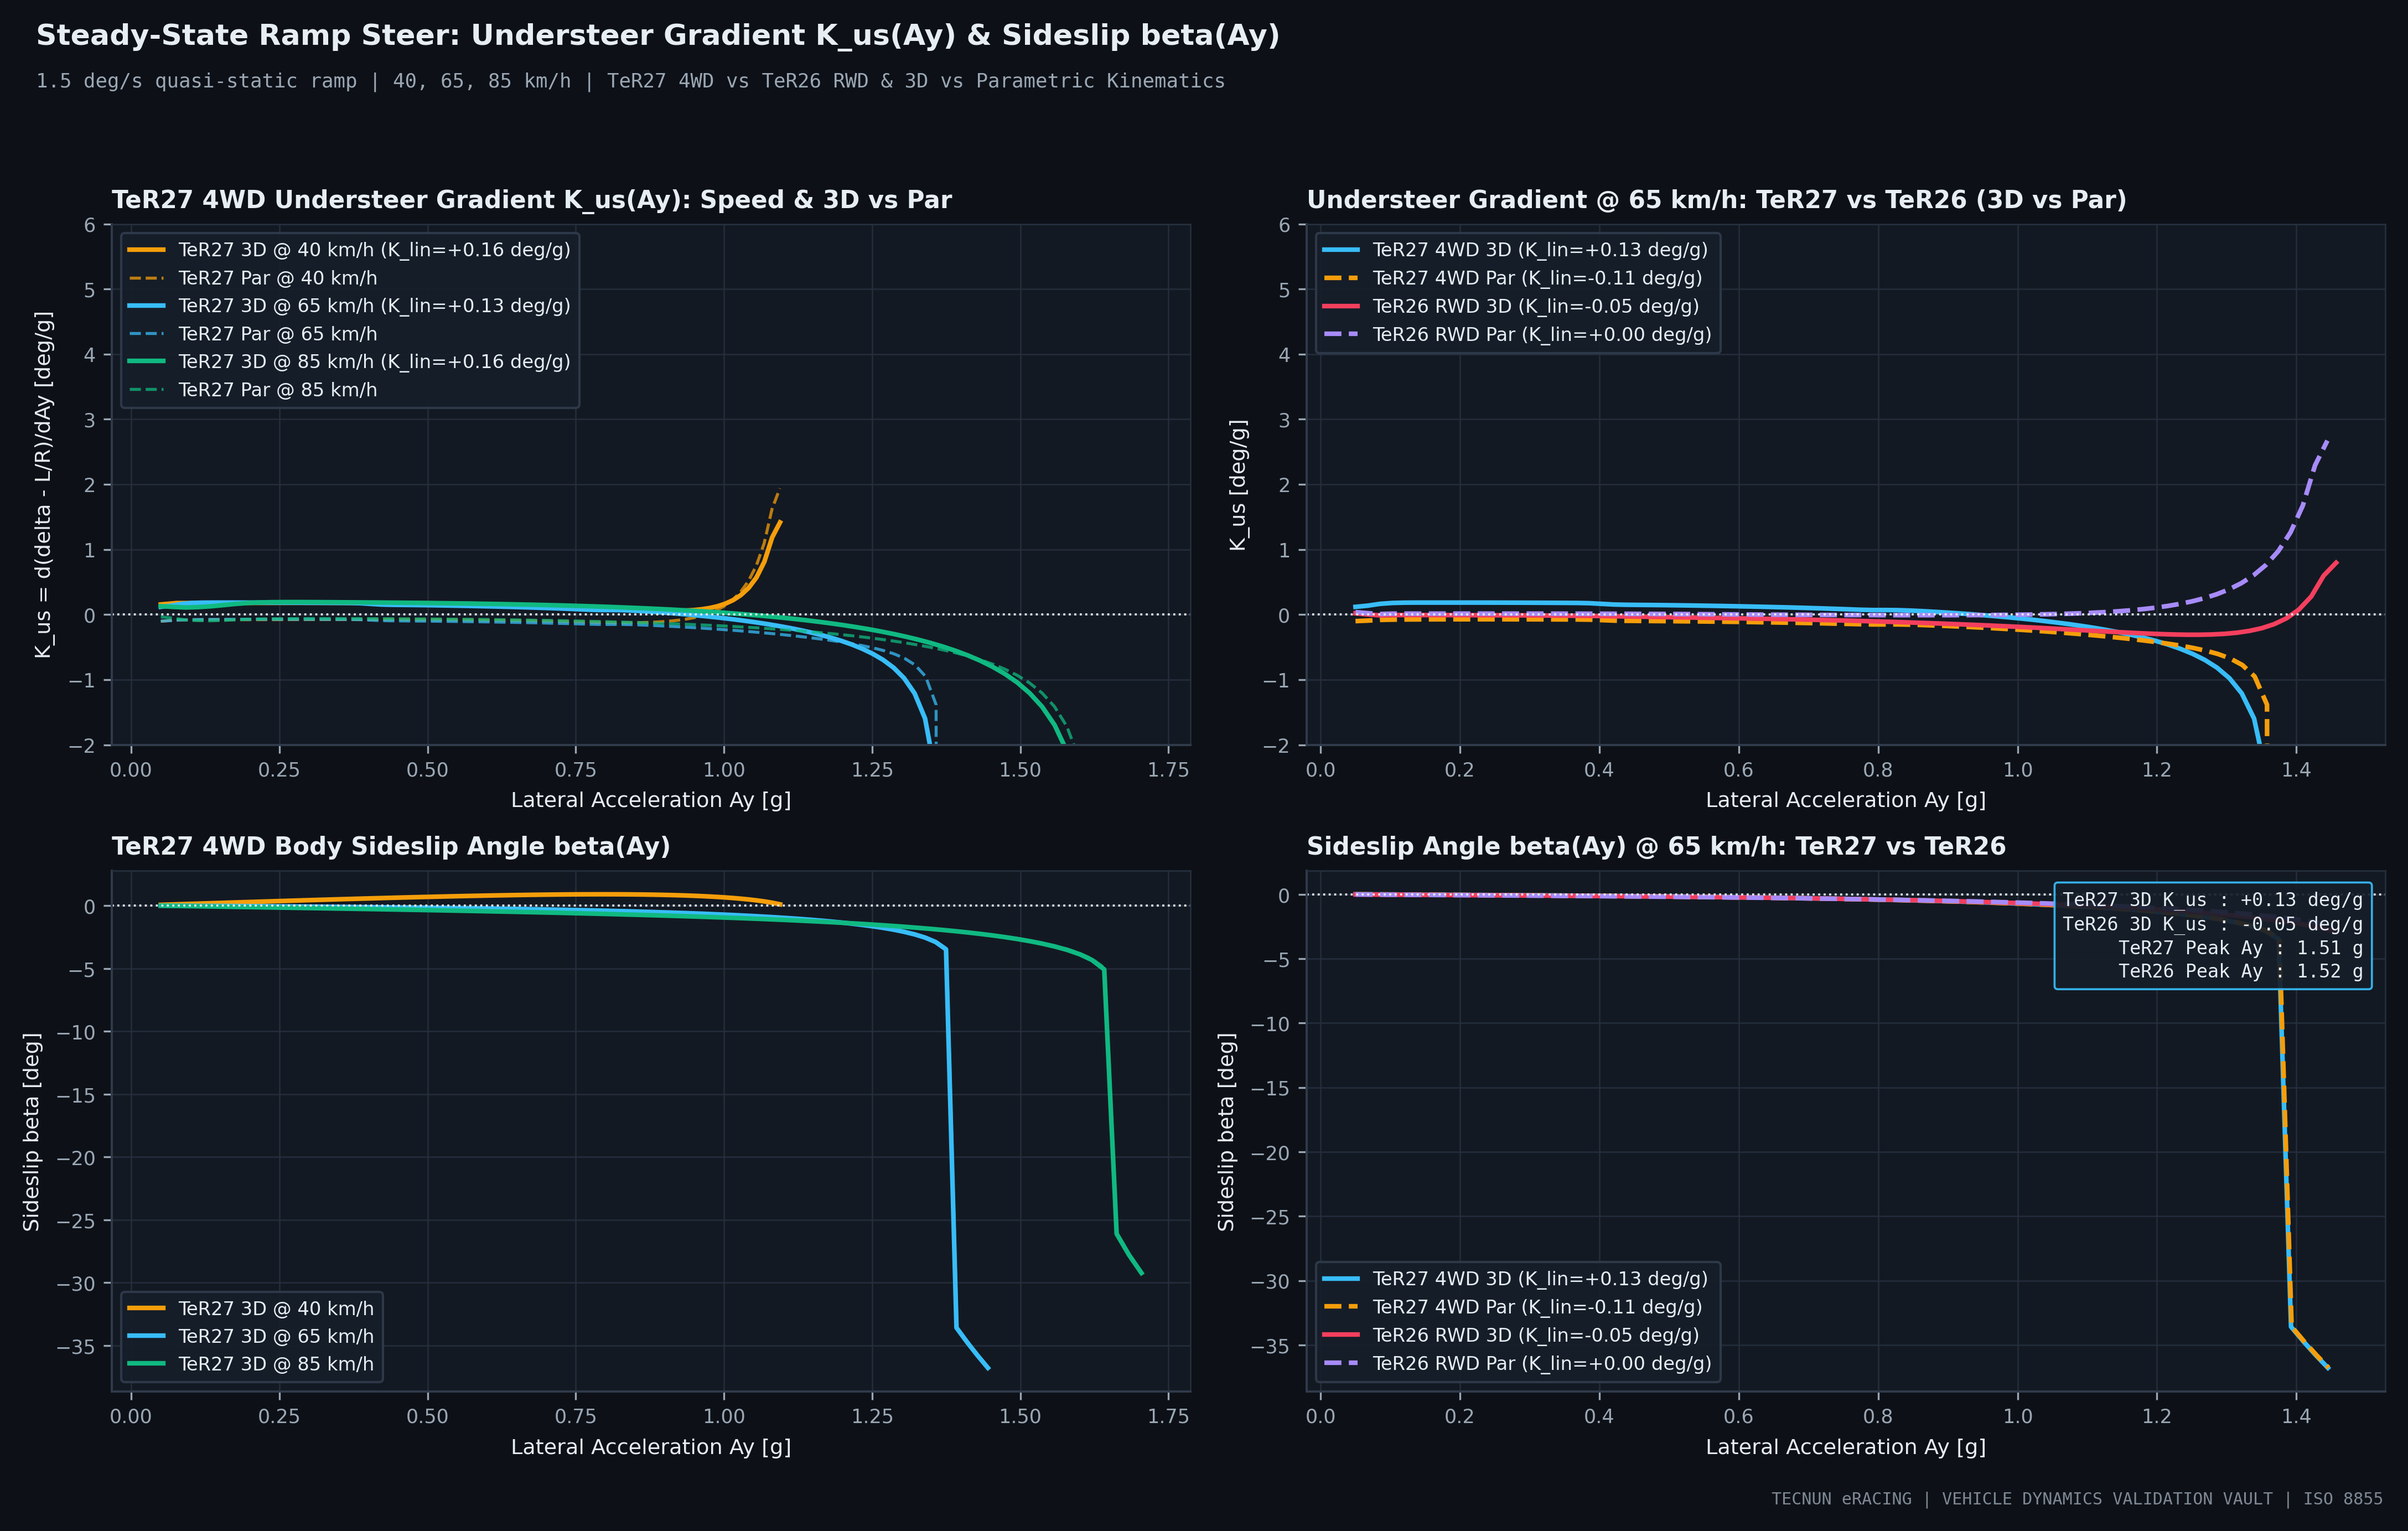 Steady-State Ramp Steer: Understeer Gradient K_us(Ay) & Sideslip beta(Ay)
1.5 deg/s quasi-static ramp | 40, 65, 85 km/h | TeR27 4WD vs TeR26 RWD & 3D vs Parametric Kinematics
TeR27 4WD Understeer Gradient K_us(Ay): Speed & 3D vs Par
K_us = d(delta - L/R)/dAy [deg/g]
6
5
4
3
2
1
0
−1
−2
TeR27 3D @ 40 km/h (K_lin=+0.16 deg/g)
TeR27 Par @ 40 km/h
TeR27 3D @ 65 km/h (K_lin=+0.13 deg/g)
TeR27 Par @ 65 km/h
TeR27 3D @ 85 km/h (K_lin=+0.16 deg/g)
TeR27 Par @ 85 km/h
0.00 0.25 0.50 0.75 1.00 1.25 1.50 1.75
Lateral Acceleration Ay [g]
Understeer Gradient @ 65 km/h: TeR27 vs TeR26 (3D vs Par)
K_us [deg/g]
6
5
4
3
2
1
0
−1
−2
TeR27 4WD 3D (K_lin=+0.13 deg/g)
TeR27 4WD Par (K_lin=-0.11 deg/g)
TeR26 RWD 3D (K_lin=-0.05 deg/g)
TeR26 RWD Par (K_lin=+0.00 deg/g)
0.0 0.2 0.4 0.6 0.8 1.0 1.2 1.4
Lateral Acceleration Ay [g]
TeR27 4WD Body Sideslip Angle beta(Ay)
Sideslip beta [deg]
0
−5
−10
−15
−20
−25
−30
−35
TeR27 3D @ 40 km/h
TeR27 3D @ 65 km/h
TeR27 3D @ 85 km/h
0.00 0.25 0.50 0.75 1.00 1.25 1.50 1.75
Lateral Acceleration Ay [g]
Sideslip Angle beta(Ay) @ 65 km/h: TeR27 vs TeR26
Sideslip beta [deg]
0
−5
−10
−15
−20
−25
−30
−35
TeR27 3D K_us : +0.13 deg/g
TeR26 3D K_us : -0.05 deg/g
TeR27 Peak Ay : 1.51 g
TeR26 Peak Ay : 1.52 g
TeR27 4WD 3D (K_lin=+0.13 deg/g)
TeR27 4WD Par (K_lin=-0.11 deg/g)
TeR26 RWD 3D (K_lin=-0.05 deg/g)
TeR26 RWD Par (K_lin=+0.00 deg/g)
0.0 0.2 0.4 0.6 0.8 1.0 1.2 1.4
Lateral Acceleration Ay [g]
TECNUN eRACING | VEHICLE DYNAMICS VALIDATION VAULT | ISO 8855